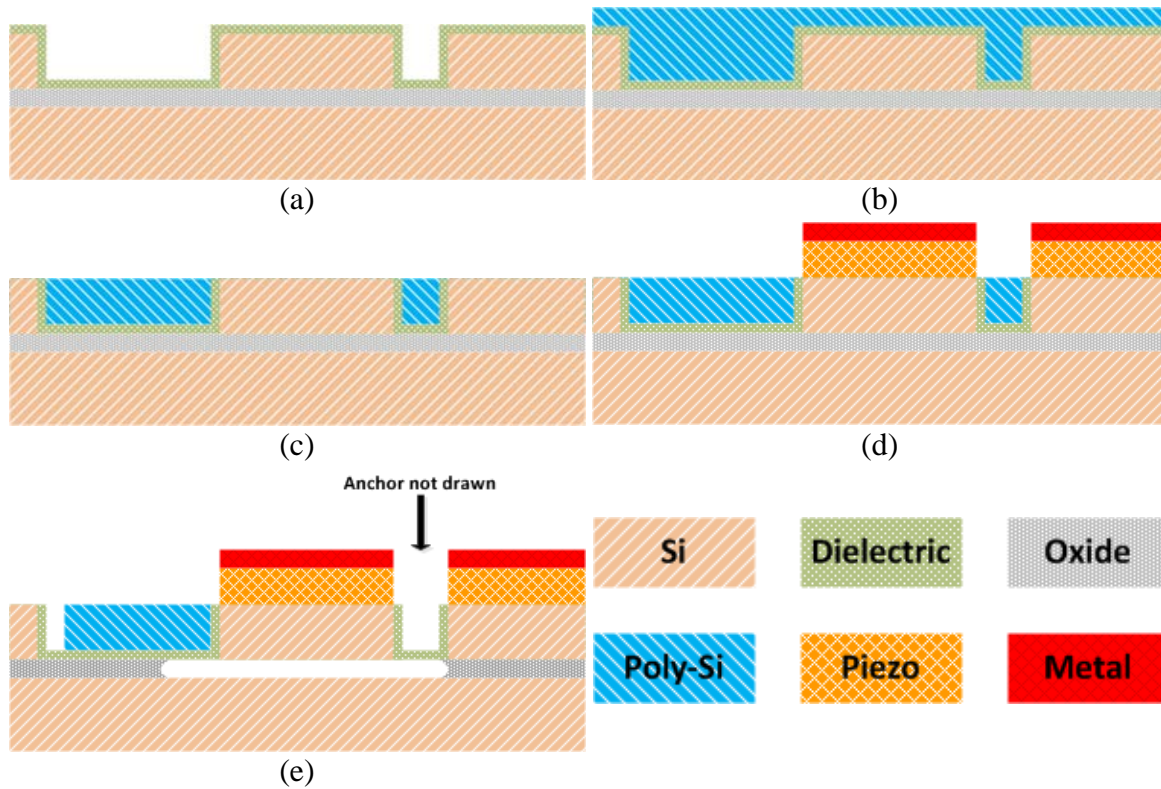 (a)
(b)
(c)
(d)
Anchor not drawn
Si
Dielectric
Oxide
Poly-Si
Piezo
Metal
(e)